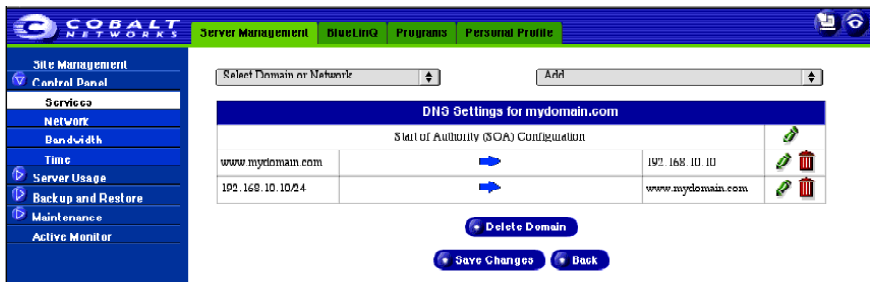 COBALT
NETWORKS
Server Management
BlueLinQ
Programs
Personal Profile
Site Management
Control Panel
Services
Network
Bandwidth
Time
Server Usage
Backup and Restore
Maintenance
Active Monitor
Select Domain or Network
Add
DNS Settings for mydomain.com
Start of Authority (SOA) Configuration
www mydomain.com 192.168.10.10
192.168.10.10/24 www.mydomain.com
Delete Domain
Save Changes
Back